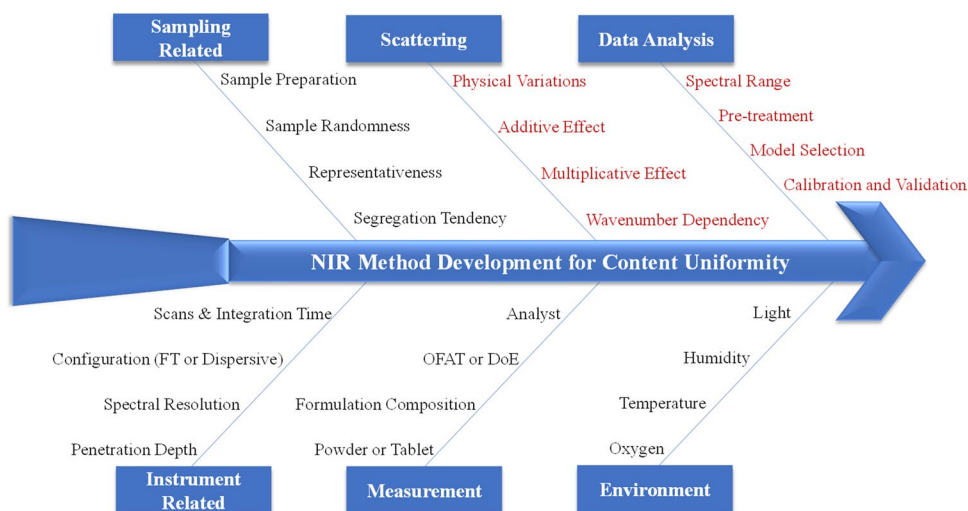 Sampling
Related
Scattering
Data Analysis
Sample Preparation
Physical Variations
Spectral Range
Pre-treatment
Sample Randomness
Additive Effect
Model Selection
Representativeness
Multiplicative Effect
Calibration and Validation
Segregation Tendency
Wavenumber Dependency
NIR Method Development for Content Uniformity
Scans & Integration Time
Analyst
Light
Configuration (FT or Dispersive)
OFAT or DoE
Humidity
Spectral Resolution
Formulation Composition
Temperature
Penetration Depth
Powder or Tablet
Oxygen
Instrument
Related
Measurement
Environment